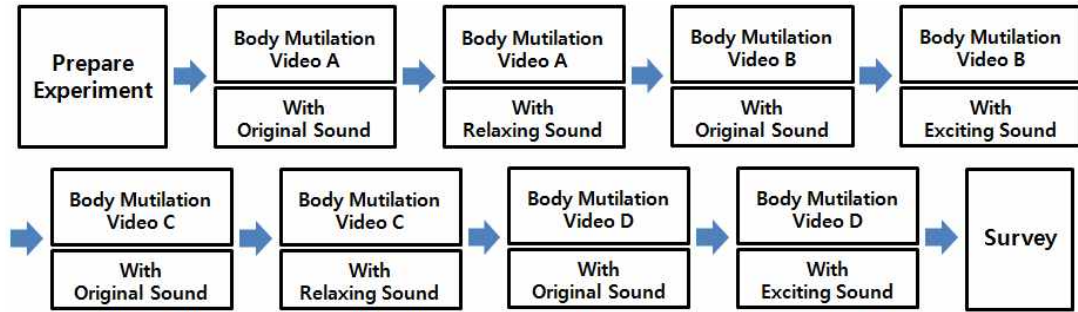 Prepare
Experiment
Body Mutilation
Video A
With
Original Sound
Body Mutilation
Video A
With
Relaxing Sound
Body Mutilation
Video B
With
Original Sound
Body Mutilation
Video B
With
Exciting Sound
Body Mutilation
Video C
With
Original Sound
Body Mutilation
Video C
With
Relaxing Sound
Body Mutilation
Video D
With
Original Sound
Body Mutilation
Video D
With
Exciting Sound
Survey